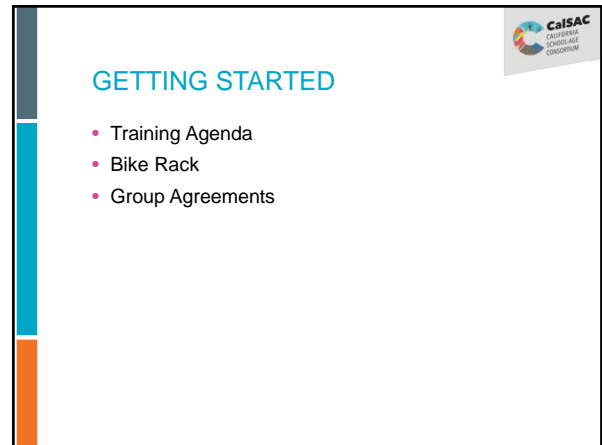 CalSAC
CALIFORNIA
SCHOOL-AGE
CONSORTIUM
GETTING STARTED
• Training Agenda
• Bike Rack
• Group Agreements